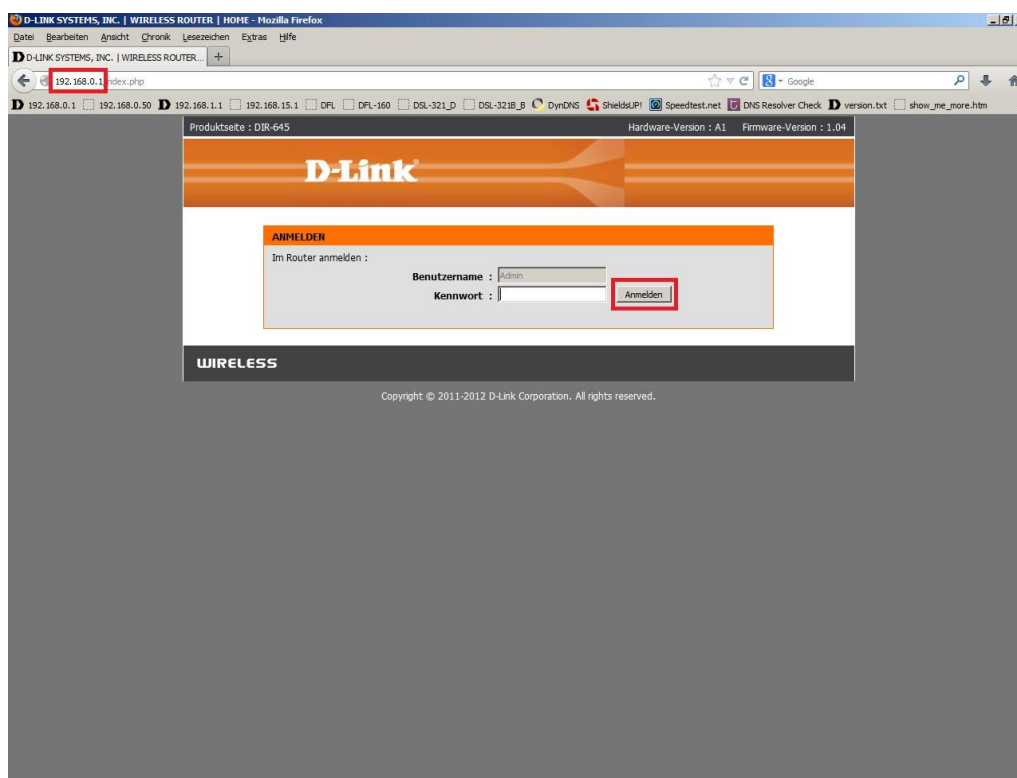 D-LINK SYSTEMS, INC. | WIRELESS ROUTER | HOME - Mozilla Firefox
Datei Bearbeiten Ansicht Chronik Lesezeichen Extras Hilfe
D-LINK SYSTEMS, INC. | WIRELESS ROUTER... +
192.168.0.1 ndex.php Google
192.168.0.1 192.168.0.50 192.168.1.1 192.168.15.1 DFL DFL-160 DSL-321_D DSL-321B_B DynDNS ShieldsUP! Speedtest.net DNS Resolver Check version.txt show_me_more.htm
Produktseite : DIR-645 Hardware-Version : A1 Firmware-Version : 1.04
D-Link
ANMELDEN
Im Router anmelden :
Benutzername : Admin
Kennwort : Anmelden
WIRELESS
Copyright © 2011-2012 D-Link Corporation. All rights reserved.